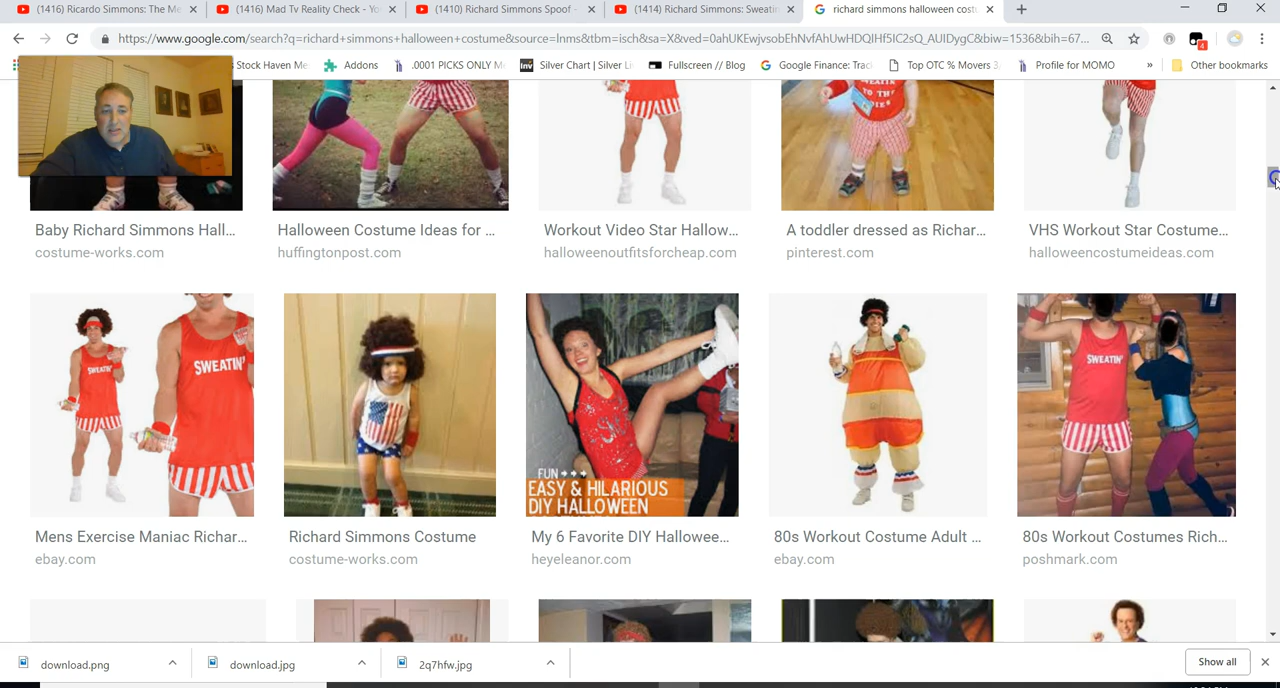 (1416) Ricardo Simmons: The Me
(1416) Mad Tv Reality Check - Yo
(1410) Richard Simmons Spoof -
(1414) Richard Simmons: Sweatin
richard simmons halloween costu
https://www.google.com/search?q=richard+simmons+halloween+costume&source=lnms&tbm=isch&sa=X&ved=0ahUKEwjvsobEhNvfAhUwHDQIHf5IC2sQ_AUIDygC&biw=1536&bih=67...
4
Stock Haven Me
Addons
.0001 PICKS ONLY M
Inv
Silver Chart | Silver Li
Fullscreen // Blog
Google Finance: Trac
Top OTC % Movers 3
Profile for MOMO
»
Other bookmarks
SWEATIN'
TO THE
Baby Richard Simmons Hall...
costume-works.com
Halloween Costume Ideas for ...
huffingtonpost.com
Workout Video Star Hallow...
halloweenoutfitsforcheap.com
A toddler dressed as Richar...
pinterest.com
VHS Workout Star Costume...
halloweencostumeideas.com
SWEATIN'
SWEATIN'
FUN
EASY & HILARIOUS
DIY HALLOWEEN
SWEATIN'
Mens Exercise Maniac Richar...
ebay.com
Richard Simmons Costume
costume-works.com
My 6 Favorite DIY Hallowee...
heyeleanor.com
80s Workout Costume Adult ...
ebay.com
80s Workout Costumes Rich...
poshmark.com
download.png
download.jpg
2q7hfw.jpg
Show all